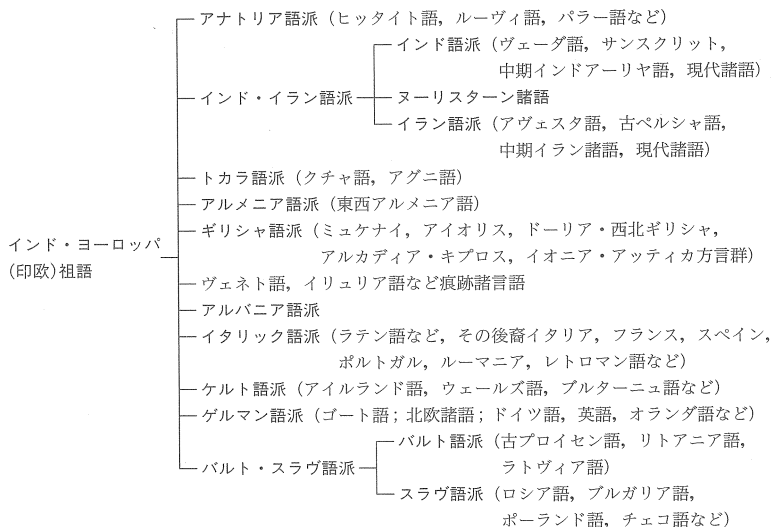 アナトリア語派（ヒッタイト語，ルーヴィ語，パラー語など）
インド語派（ヴェーダ語，サンスクリット，
中期インドアーリヤ語，現代諸語）
インド・イラン語派
ヌーリスターン諸語
イラン語派（アヴェスタ語，古ペルシャ語，
中期イラン諸語，現代諸語）
トカラ語派（クチャ語，アグニ語）
アルメニア語派（東西アルメニア語）
ギリシャ語派（ミュケナイ，アイオリス，ドーリア・西北ギリシャ，
アルカディア・キプロス，イオニア・アッティカ方言群）
インド・ヨーロッパ
（印欧）祖語
ヴェネト語，イリュリア語など痕跡諸言語
アルバニア語派
イタリック語派（ラテン語など，その後裔イタリア，フランス，スペイン，
ポルトガル，ルーマニア，レトロマン語など）
ケルト語派（アイルランド語，ウェールズ語，ブルターニュ語など）
ゲルマン語派（ゴート語；北欧諸語；ドイツ語，英語，オランダ語など）
バルト語派（古プロイセン語，リトアニア語，
ラトヴィア語）
バルト・スラヴ語派
スラヴ語派（ロシア語，ブルガリア語，
ポーランド語，チェコ語など）